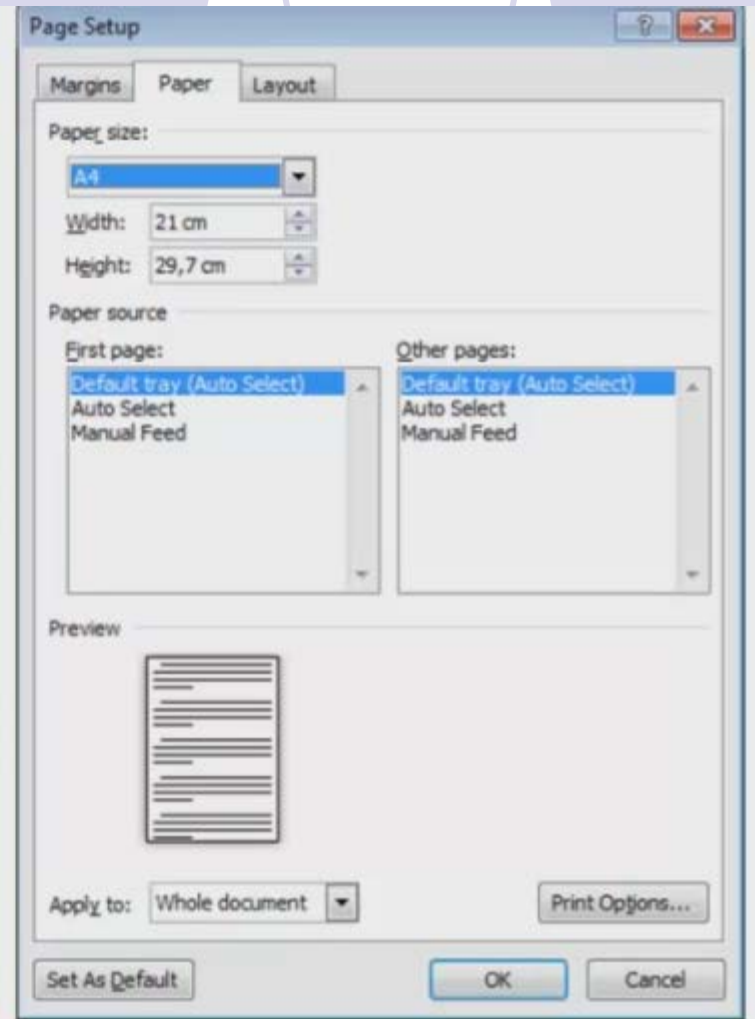 Page Setup
Margins Paper Layout
Paper size:
A4
Width: 21 cm
Height: 29,7 cm
Paper source
First page: Other pages:
Default tray (Auto Select) Default tray (Auto Select)
Auto Select Auto Select
Manual Feed Manual Feed
Preview
Apply to: Whole document Print Options...
Set As Default OK Cancel